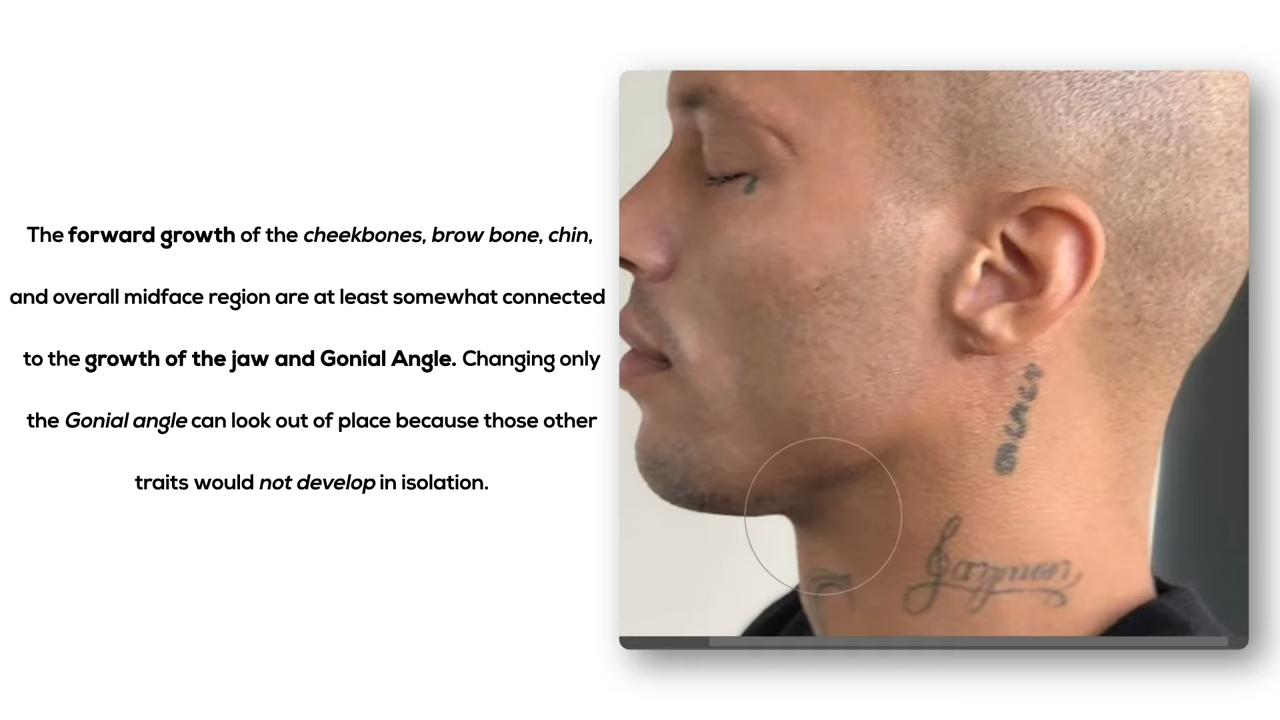 The forward growth of the cheekbones, brow bone, chin,
and overall midface region are at least somewhat connected
to the growth of the jaw and Gonial Angle. Changing only
the Gonial angle can look out of place because those other
traits would not develop in isolation.